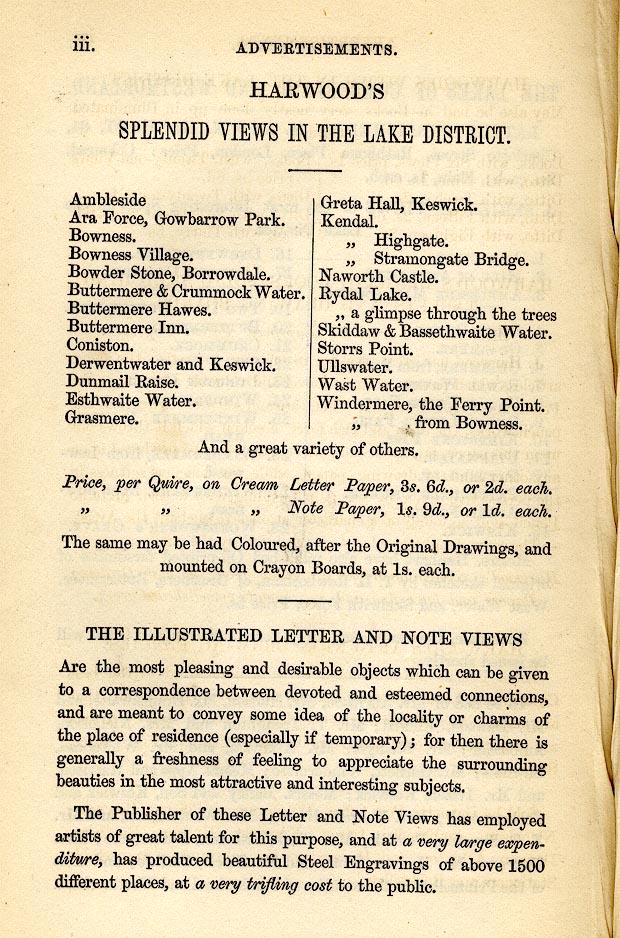 iii.
ADVERTISEMENTS.
HARWOOD'S
SPLENDID VIEWS IN THE LAKE DISTRICT.
Ambleside
Ara Force, Gowbarrow Park.
Bowness.
Bowness Village.
Bowder Stone, Borrowdale.
Buttermere & Crummock Water.
Buttermere Hawes.
Buttermere Inn.
Coniston.
Derwentwater and Keswick.
Dunmail Raise.
Esthwaite Water.
Grasmere.
Greta Hall, Keswick.
Kendal.
„ Highgate.
„ Stramongate Bridge.
Naworth Castle.
Rydal Lake.
„ a glimpse through the trees
Skiddaw & Bassethwaite Water.
Storrs Point.
Ullswater.
Wast Water.
Windermere, the Ferry Point.
„ from Bowness.
And a great variety of others.
Price, per Quire, on Cream Letter Paper, 3s. 6d., or 2d. each.
„ „ „ Note Paper, 1s. 9d., or 1d. each.
The same may be had Coloured, after the Original Drawings, and
mounted on Crayon Boards, at 1s. each.
THE ILLUSTRATED LETTER AND NOTE VIEWS
Are the most pleasing and desirable objects which can be given
to a correspondence between devoted and esteemed connections,
and are meant to convey some idea of the locality or charms of
the place of residence (especially if temporary); for then there is
generally a freshness of feeling to appreciate the surrounding
beauties in the most attractive and interesting subjects.
The Publisher of these Letter and Note Views has employed
artists of great talent for this purpose, and at a very large expen-
diture, has produced beautiful Steel Engravings of above 1500
different places, at a very trifling cost to the public.